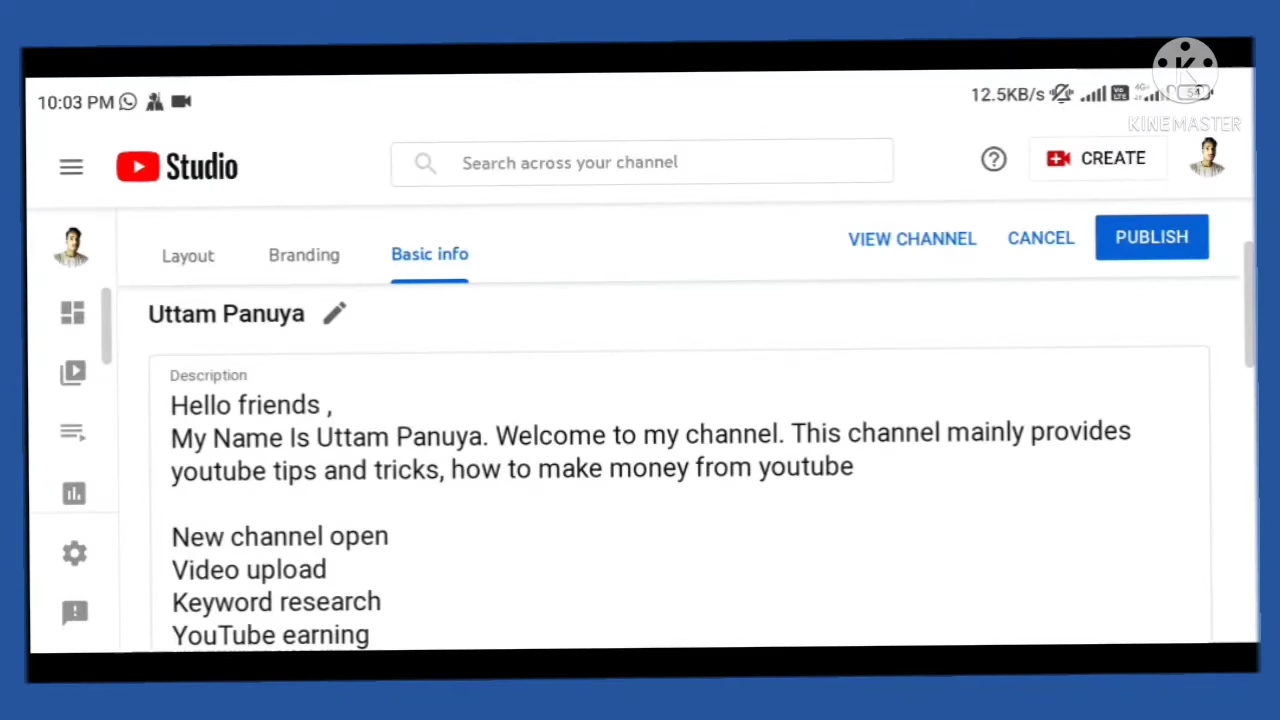 10:03 PM
12.5KB/s
KINEMASTER
Studio
Search across your channel
CREATE
Layout
Branding
Basic info
VIEW CHANNEL
CANCEL
PUBLISH
Uttam Panuya
Description
Hello friends ,
My Name Is Uttam Panuya. Welcome to my channel. This channel mainly provides
youtube tips and tricks, how to make money from youtube
New channel open
Video upload
Keyword research
YouTube earning